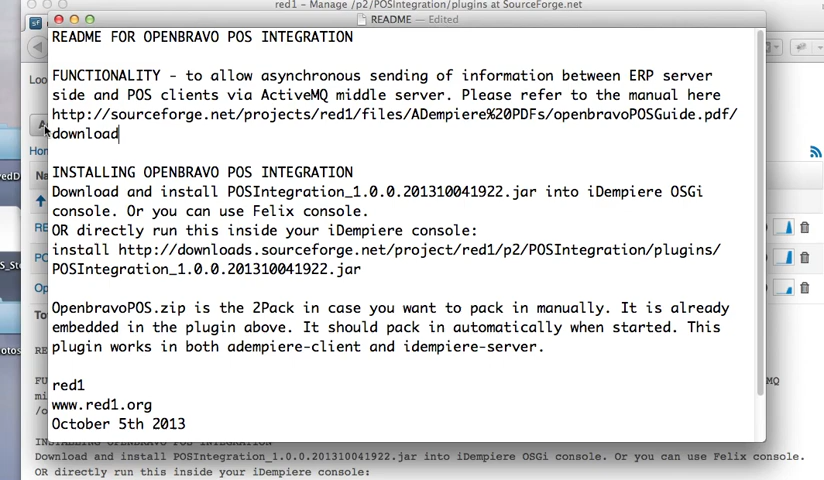 red1 - Manage /p2/POSIntegration/plugins at SourceForge.net
README — Edited
README FOR OPENBRAVO POS INTEGRATION
FUNCTIONALITY - to allow asynchronous sending of information between ERP server
side and POS clients via ActiveMQ middle server. Please refer to the manual here
http://sourceforge.net/projects/red1/files/ADempiere%20PDFs/openbravoPOSGuide.pdf/
download
INSTALLING OPENBRAVO POS INTEGRATION
Download and install POSIntegration_1.0.0.201310041922.jar into iDempiere OSGi
console. Or you can use Felix console.
OR directly run this inside your iDempiere console:
install http://downloads.sourceforge.net/project/red1/p2/POSIntegration/plugins/
POSIntegration_1.0.0.201310041922.jar
OpenbravoPOS.zip is the 2Pack in case you want to pack in manually. It is already
embedded in the plugin above. It should pack in automatically when started. This
plugin works in both adempiere-client and idempiere-server.
red1
www.red1.org
October 5th 2013
INSTALLING OPENBRAVO POS INTEGRATION
Download and install POSIntegration_1.0.0.201310041922.jar into iDempiere OSGi console. Or you can use Felix console.
OR directly run this inside your iDempiere console: